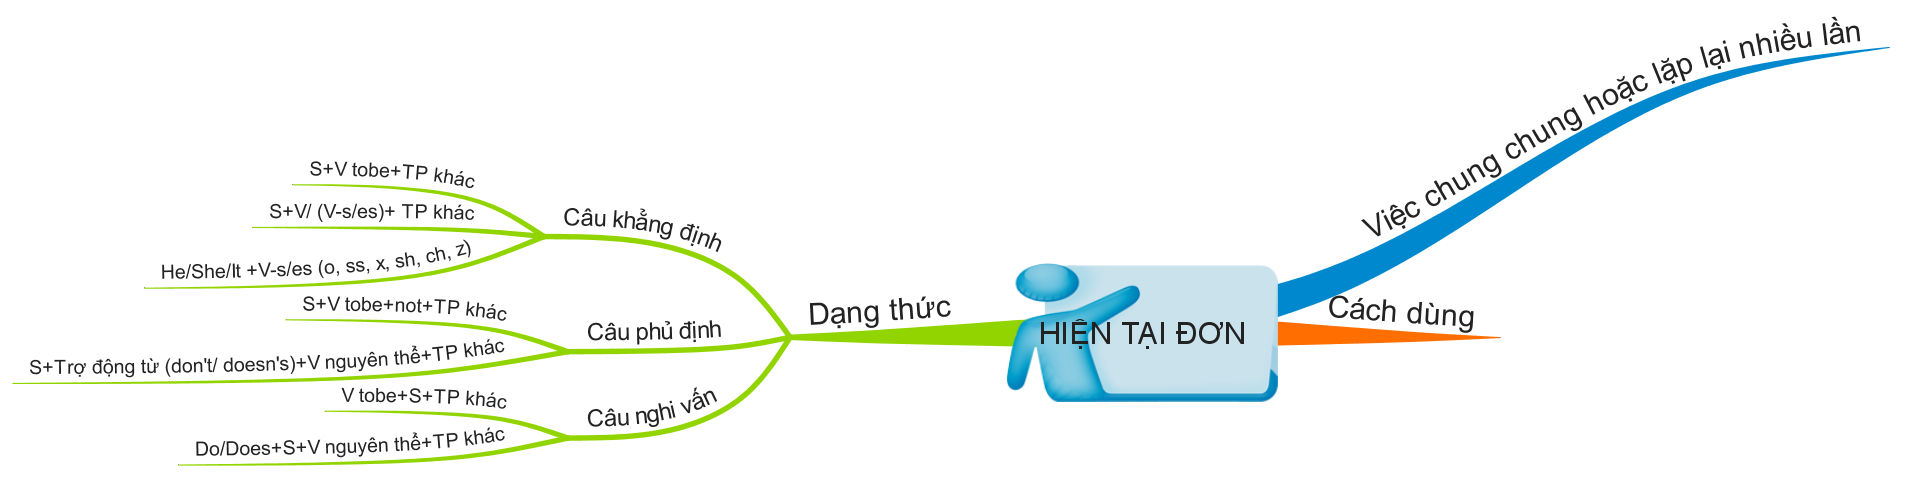 HIỆN TẠI ĐƠN
Việc chung chung hoặc lặp lại nhiều lần
Cách dùng
Dạng thức
Câu khẳng định
S+V tobe+TP khác
S+V/ (V-s/es)+ TP khác
He/She/It +V-s/es (o, ss, x, sh, ch, z)
Câu phủ định
S+V tobe+not+TP khác
S+Trợ động từ (don't/ doesn's)+V nguyên thể+TP khác
Câu nghi vấn
V tobe+S+TP khác
Do/Does+S+V nguyên thể+TP khác